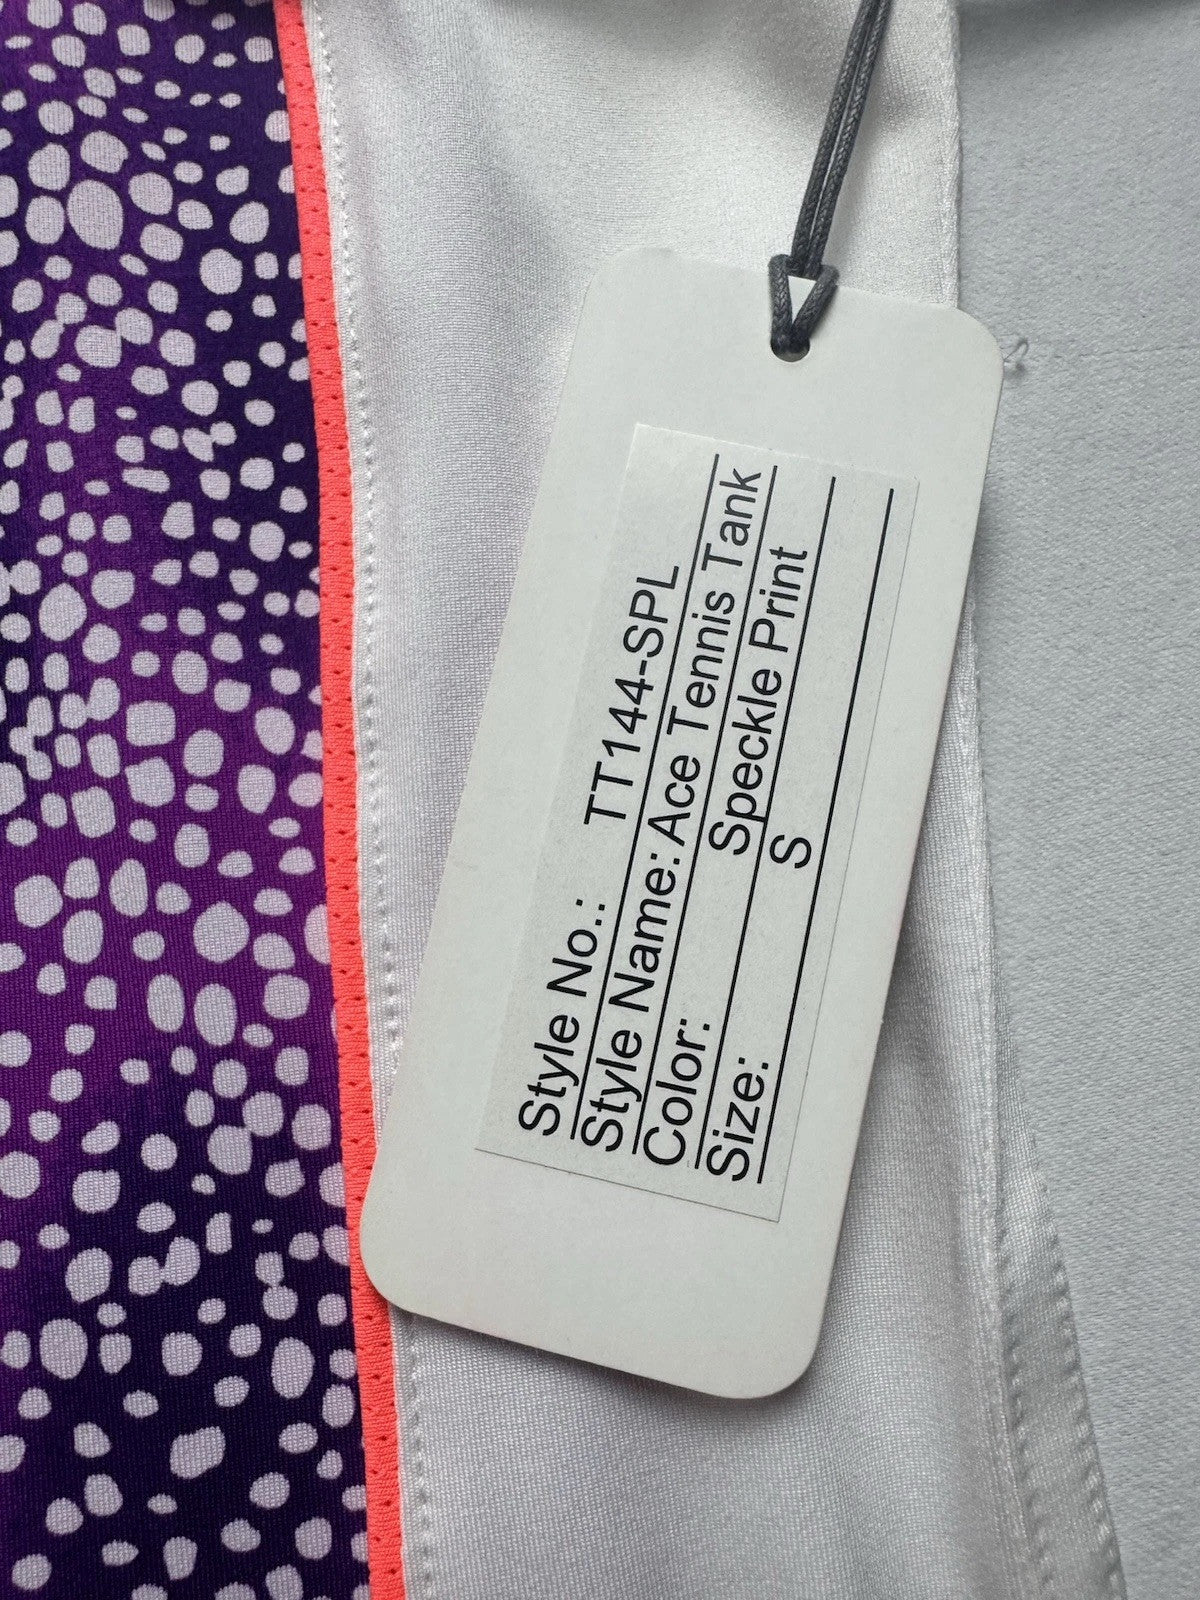 Style No.: TT144-SPL
Style Name: Ace Tennis Tank
Color: Speckle Print
Size: S